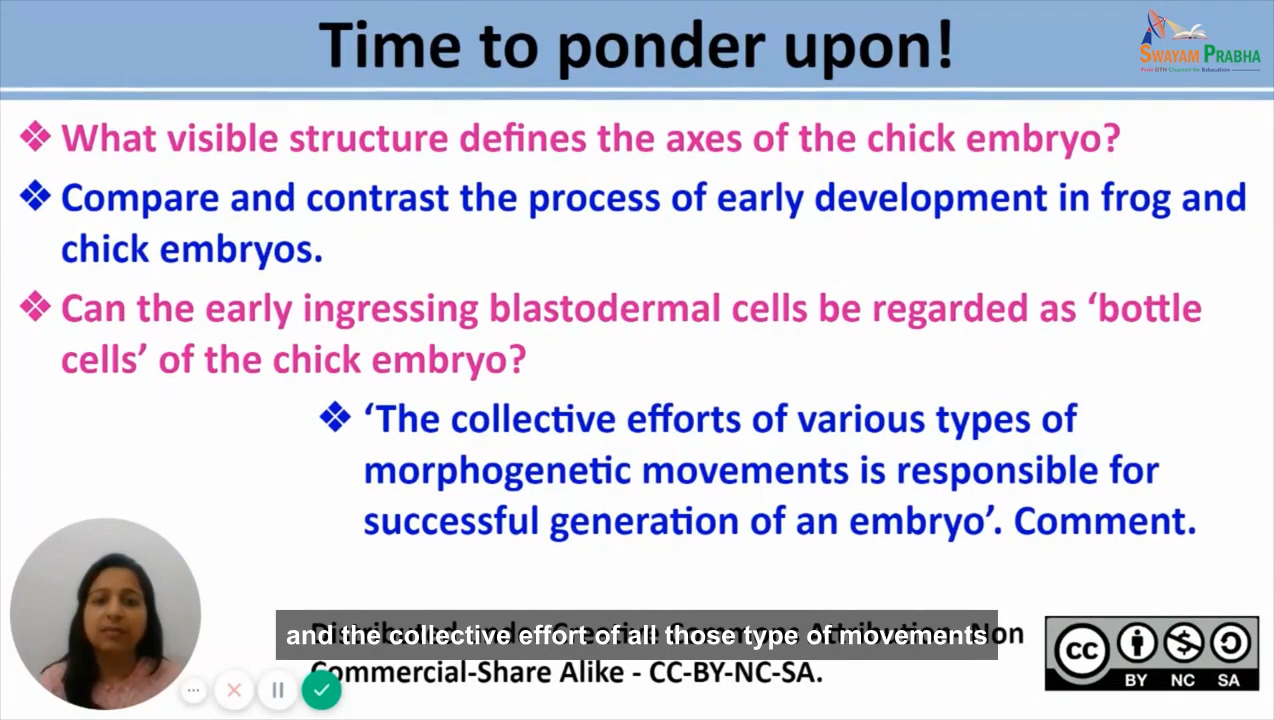 Time to ponder upon!
SWAYAM PRABHA
Free DTH Channel for Education
❖ What visible structure defines the axes of the chick embryo?
❖ Compare and contrast the process of early development in frog and
chick embryos.
❖ Can the early ingressing blastodermal cells be regarded as ‘bottle
cells’ of the chick embryo?
❖ ‘The collective efforts of various types of
morphogenetic movements is responsible for
successful generation of an embryo’. Comment.
and the collective effort of all those type of movements
Non
Commercial-Share Alike - CC-BY-NC-SA.
cc
BY NC SA